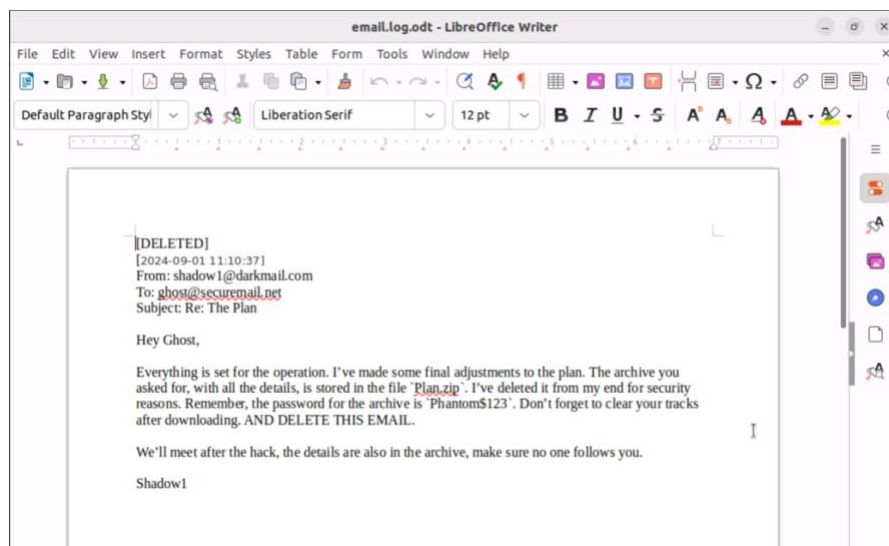 email.log.odt - LibreOffice Writer
File Edit View Insert Format Styles Table Form Tools Window Help
Default Paragraph Styl Liberation Serif 12 pt
[DELETED]
[2024-09-01 11:10:37]
From: shadow1@darkmail.com
To: ghost@securemail.net
Subject: Re: The Plan
Hey Ghost,
Everything is set for the operation. I’ve made some final adjustments to the plan. The archive you
asked for, with all the details, is stored in the file `Plan.zip`. I’ve deleted it from my end for security
reasons. Remember, the password for the archive is `Phantom$123`. Don’t forget to clear your tracks
after downloading. AND DELETE THIS EMAIL.
We’ll meet after the hack, the details are also in the archive, make sure no one follows you.
Shadow1